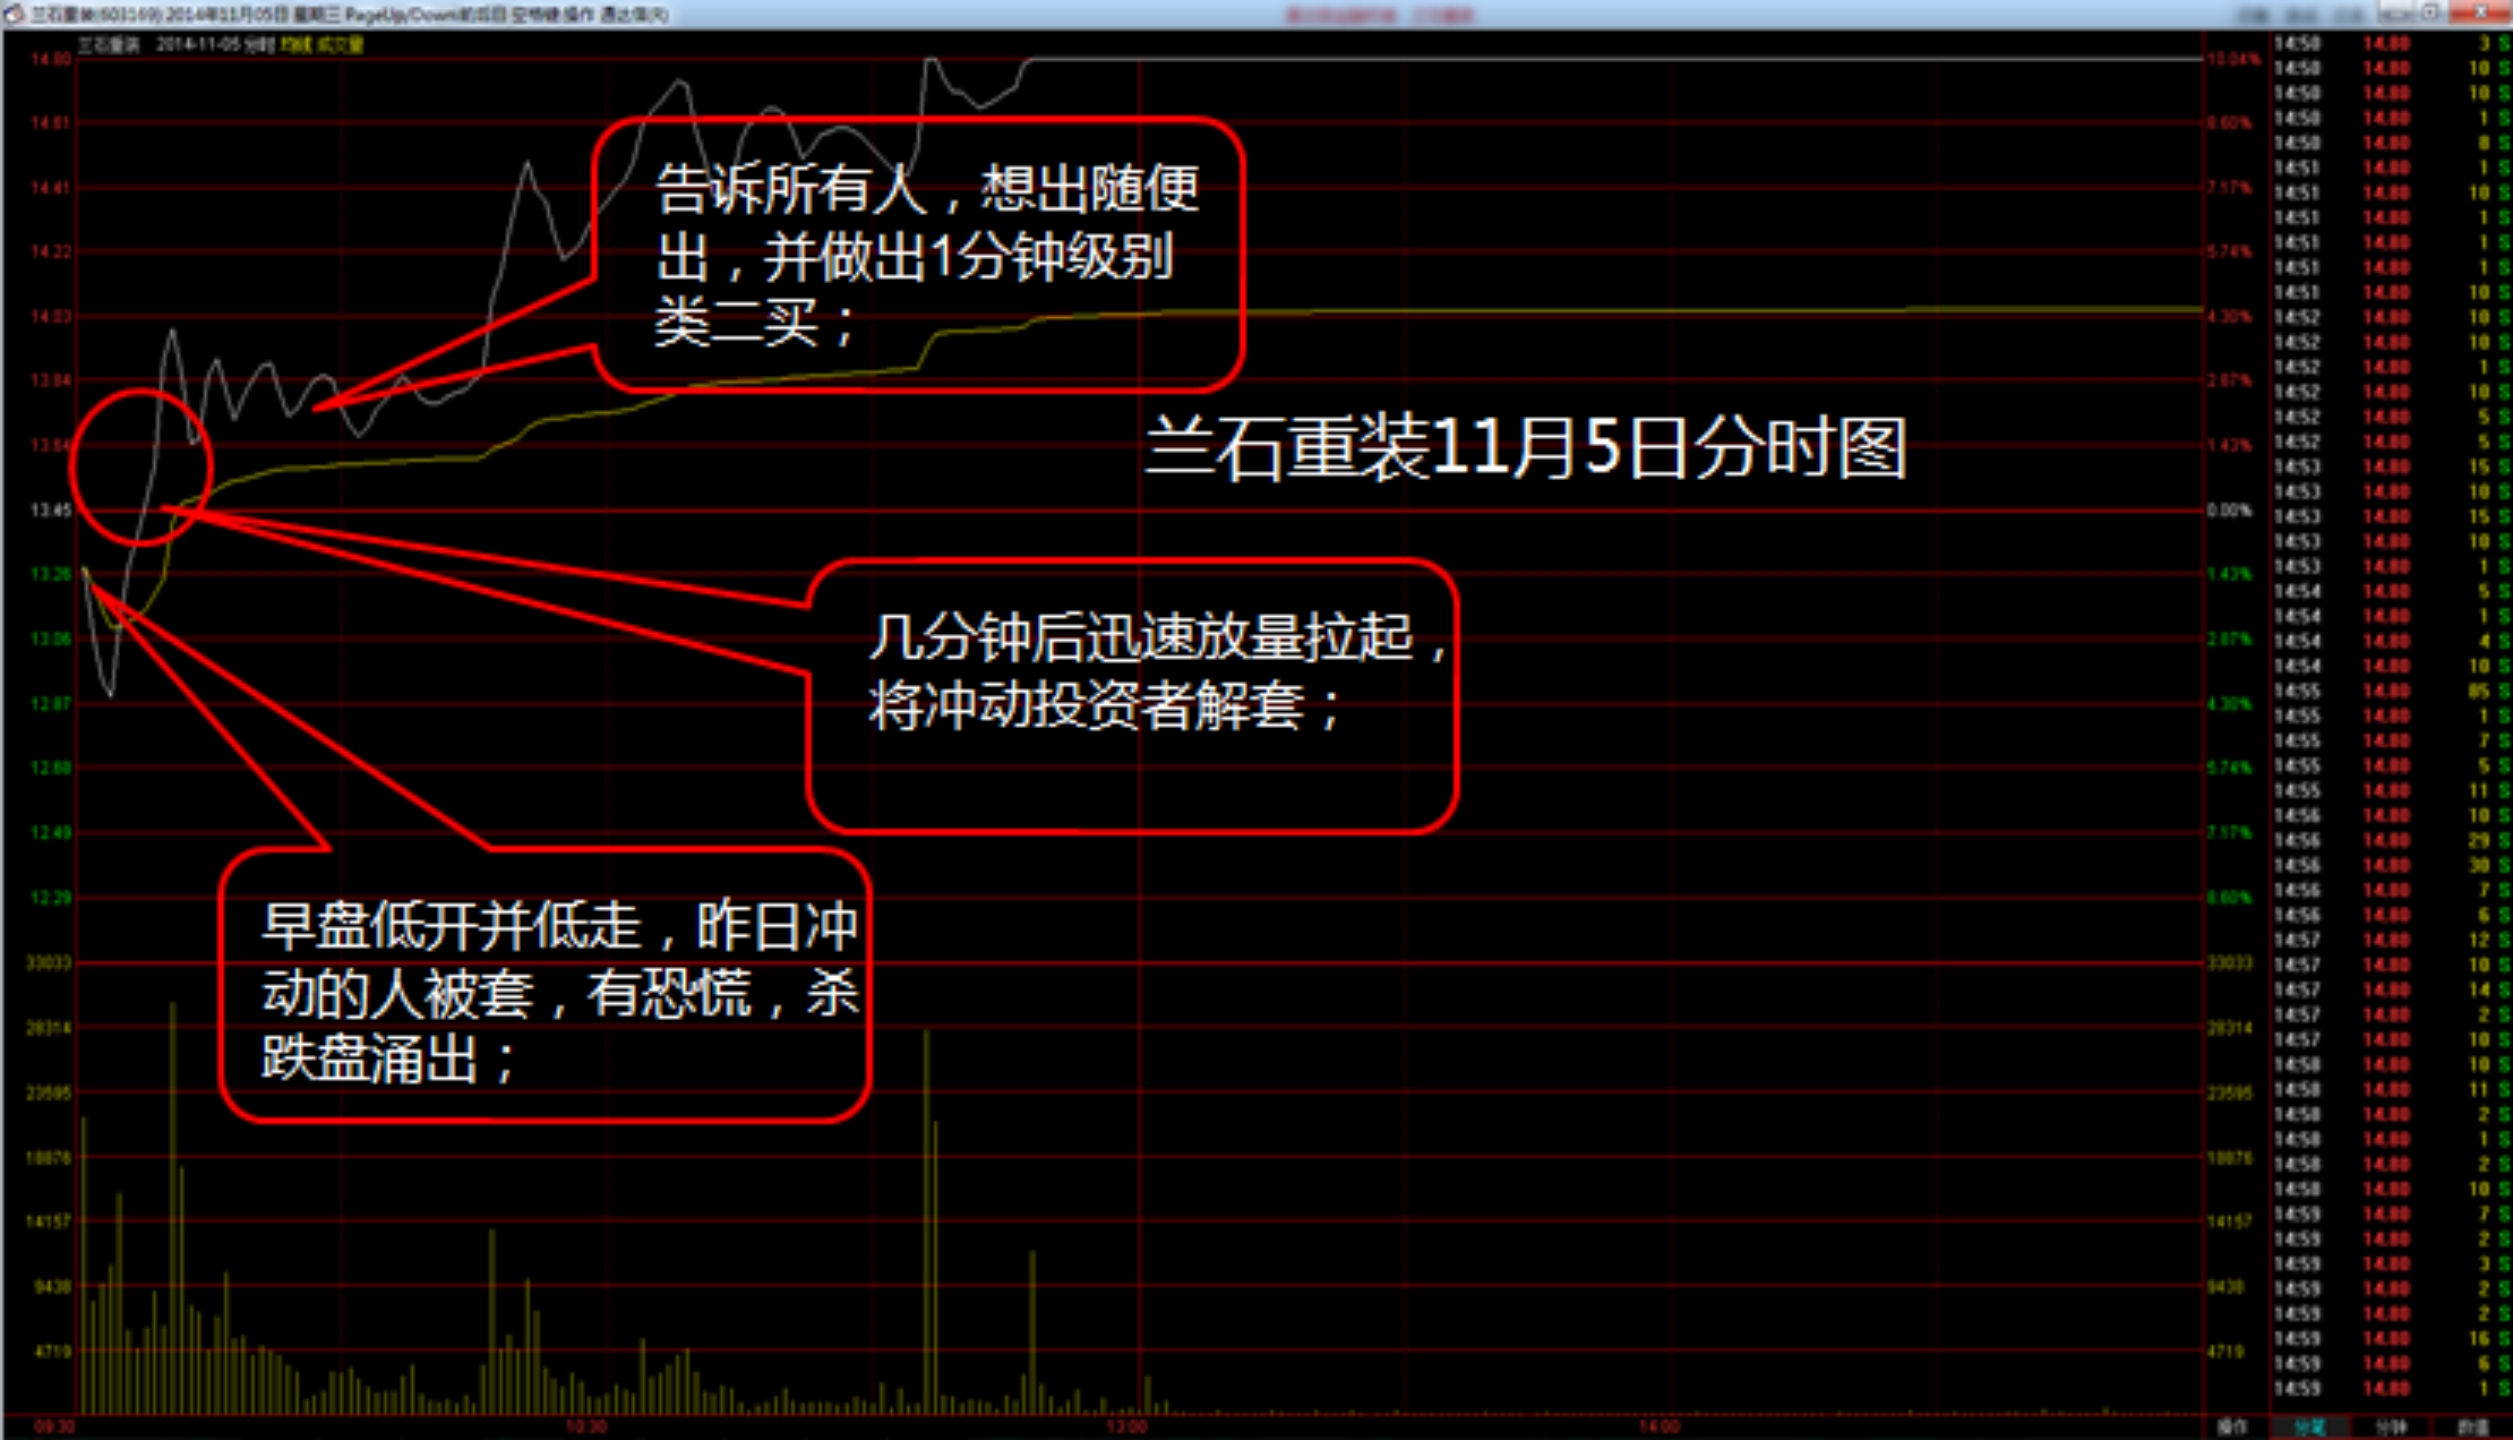 兰石重装(603169) 2014年11月05日 星期三 PageUp/Down:前后日 空格键:操作 通达信(R)
兰石重装 2014-11-05 分时 均线 成交量
告诉所有人，想出随便
出，并做出1分钟级别
类二买；
兰石重装11月5日分时图
几分钟后迅速放量拉起，
将冲动投资者解套；
早盘低开并低走，昨日冲
动的人被套，有恐慌，杀
跌盘涌出；
14.80
14.61
14.41
14.22
14.03
13.84
13.64
13.45
13.26
13.06
12.87
12.68
12.49
12.29
33033
28314
23595
18876
14157
9438
4719
10.04%
8.60%
7.17%
5.74%
4.30%
2.87%
1.43%
0.00%
1.43%
2.87%
4.30%
5.74%
7.17%
8.60%
33033
28314
23595
18876
14157
9438
4719
09:30 10:30 13:00 14:00
操作 分笔 分钟 数值
14:50 14.80 3 S
14:50 14.80 10 S
14:50 14.80 10 S
14:50 14.80 1 S
14:50 14.80 8 S
14:51 14.80 1 S
14:51 14.80 10 S
14:51 14.80 1 S
14:51 14.80 1 S
14:51 14.80 1 S
14:51 14.80 10 S
14:52 14.80 10 S
14:52 14.80 10 S
14:52 14.80 1 S
14:52 14.80 10 S
14:52 14.80 5 S
14:52 14.80 5 S
14:53 14.80 15 S
14:53 14.80 10 S
14:53 14.80 15 S
14:53 14.80 10 S
14:53 14.80 1 S
14:54 14.80 5 S
14:54 14.80 1 S
14:54 14.80 4 S
14:54 14.80 10 S
14:55 14.80 85 S
14:55 14.80 1 S
14:55 14.80 7 S
14:55 14.80 5 S
14:55 14.80 11 S
14:56 14.80 10 S
14:56 14.80 29 S
14:56 14.80 30 S
14:56 14.80 7 S
14:56 14.80 6 S
14:57 14.80 12 S
14:57 14.80 10 S
14:57 14.80 14 S
14:57 14.80 2 S
14:57 14.80 10 S
14:58 14.80 10 S
14:58 14.80 11 S
14:58 14.80 2 S
14:58 14.80 1 S
14:58 14.80 2 S
14:58 14.80 10 S
14:59 14.80 7 S
14:59 14.80 2 S
14:59 14.80 3 S
14:59 14.80 2 S
14:59 14.80 2 S
14:59 14.80 16 S
14:59 14.80 6 S
14:59 14.80 1 S